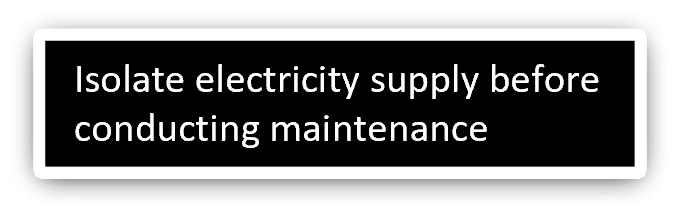 Isolate electricity supply before
conducting maintenance